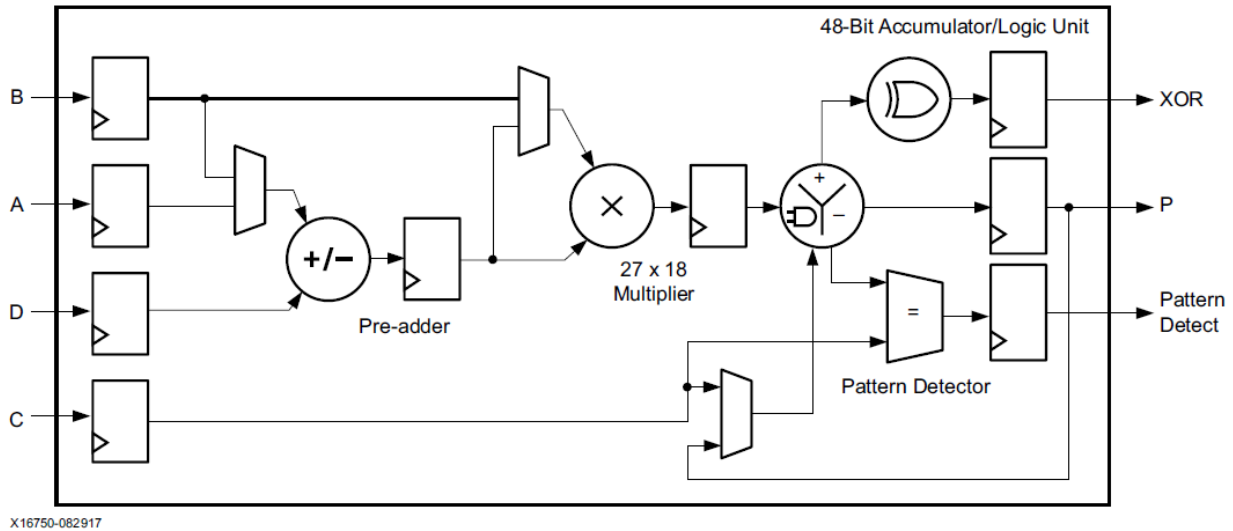 48-Bit Accumulator/Logic Unit
B
XOR
A
×
+
–
P
+/–
27 x 18
Multiplier
D
Pre-adder
=
Pattern
Detect
Pattern Detector
C
X16750-082917